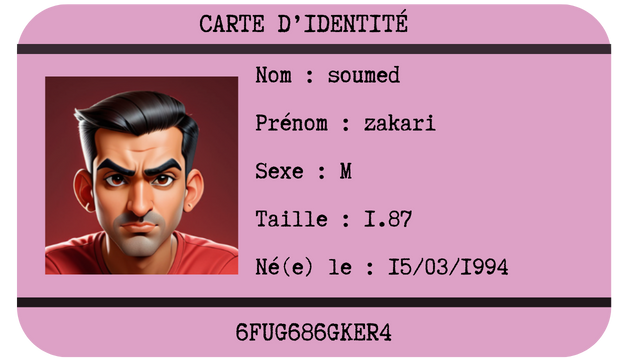 CARTE D'IDENTITÉ
Nom : soumed
Prénom : zakari
Sexe : M
Taille : I.87
Né(e) le : I5/03/I994
6FUG686GKER4